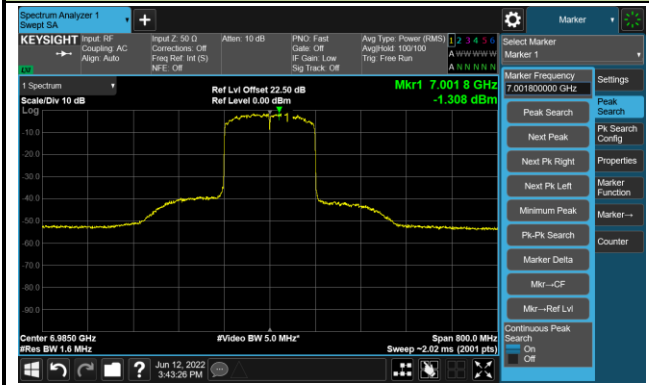 Spectrum Analyzer 1
Swept SA
Marker
KEYSIGHT Input: RF
Coupling: AC
Align: Auto
Input Z: 50 Ω
Corrections: Off
Freq Ref: Int (S)
NFE: Off
Atten: 10 dB
PNO: Fast
Gate: Off
IF Gain: Low
Sig Track: Off
Avg Type: Power (RMS)
Avg|Hold: 100/100
Trig: Free Run
1 2 3 4 5 6
A W W W W W
A N N N N N
Select Marker
Marker 1
1 Spectrum
Scale/Div 10 dB
Log
Ref Lvl Offset 22.50 dB
Ref Level 0.00 dBm
Mkr1 7.001 8 GHz
-1.308 dBm
1
-10.0
-20.0
-30.0
-40.0
-50.0
-60.0
-70.0
-80.0
-90.0
Center 6.9850 GHz
#Res BW 1.6 MHz
#Video BW 5.0 MHz*
Span 800.0 MHz
Sweep ~2.02 ms (2001 pts)
Marker Frequency
7.001800000 GHz
Peak Search
Next Peak
Next Pk Right
Next Pk Left
Minimum Peak
Pk-Pk Search
Marker Delta
Mkr→CF
Mkr→Ref Lvl
Continuous Peak
Search
On
Off
Settings
Peak
Search
Pk Search
Config
Properties
Marker
Function
Marker→
Counter
?
Jun 12, 2022
3:43:26 PM